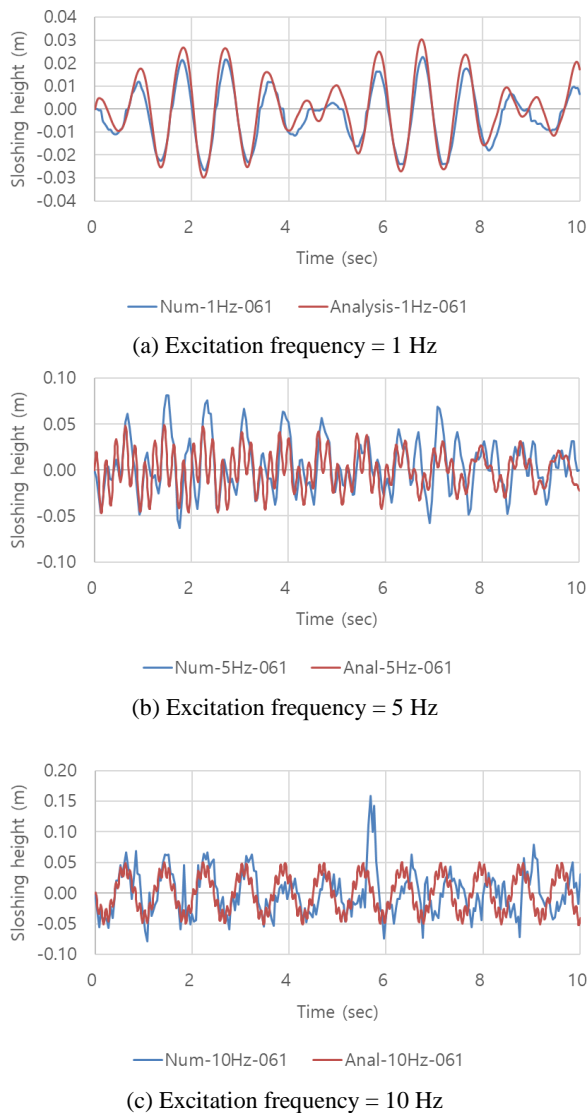 0.04
0.03
0.02
0.01
0.00
-0.01
-0.02
-0.03
-0.04
Sloshing height (m)
0 2 4 6 8 10
Time (sec)
Num-1Hz-061 Analysis-1Hz-061
(a) Excitation frequency = 1 Hz
0.10
0.05
0.00
-0.05
-0.10
Sloshing height (m)
0 2 4 6 8 10
Time (sec)
Num-5Hz-061 Anal-5Hz-061
(b) Excitation frequency = 5 Hz
0.20
0.15
0.10
0.05
0.00
-0.05
-0.10
Sloshing height (m)
0 2 4 6 8 10
Time (sec)
Num-10Hz-061 Anal-10Hz-061
(c) Excitation frequency = 10 Hz